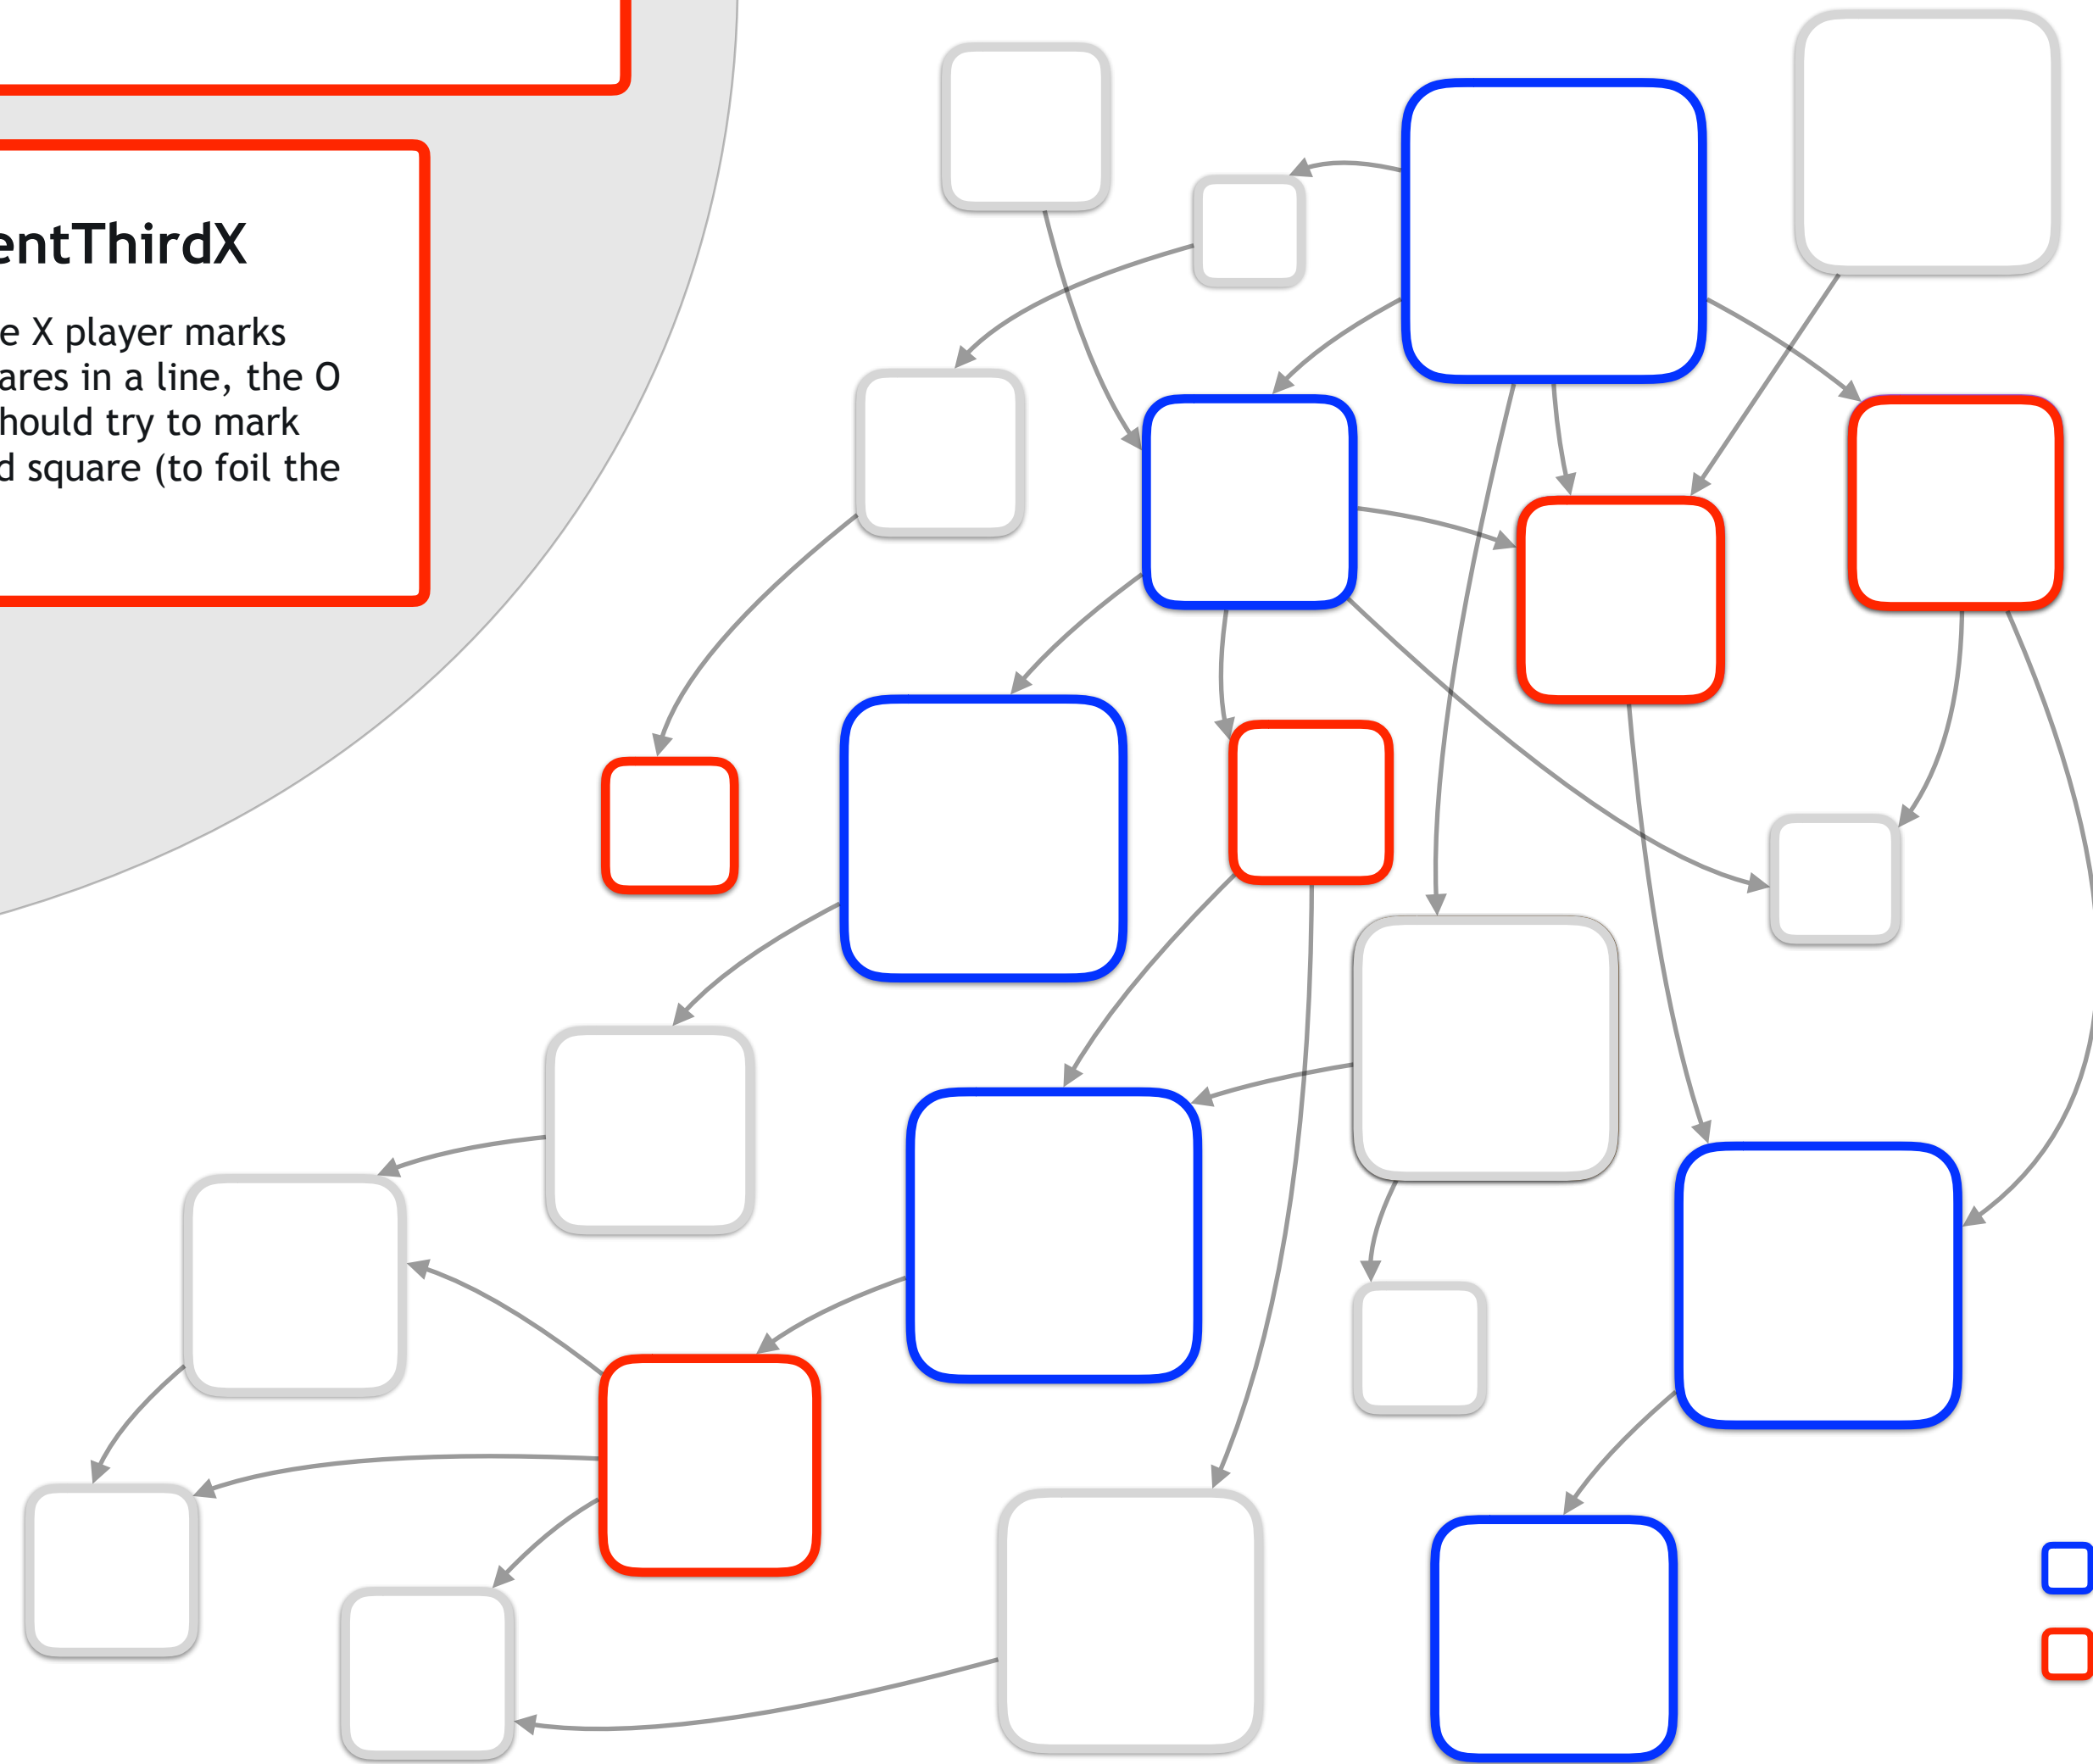 entThirdX
e X player marks
ares in a line, the O
hould try to mark
d square (to foil the